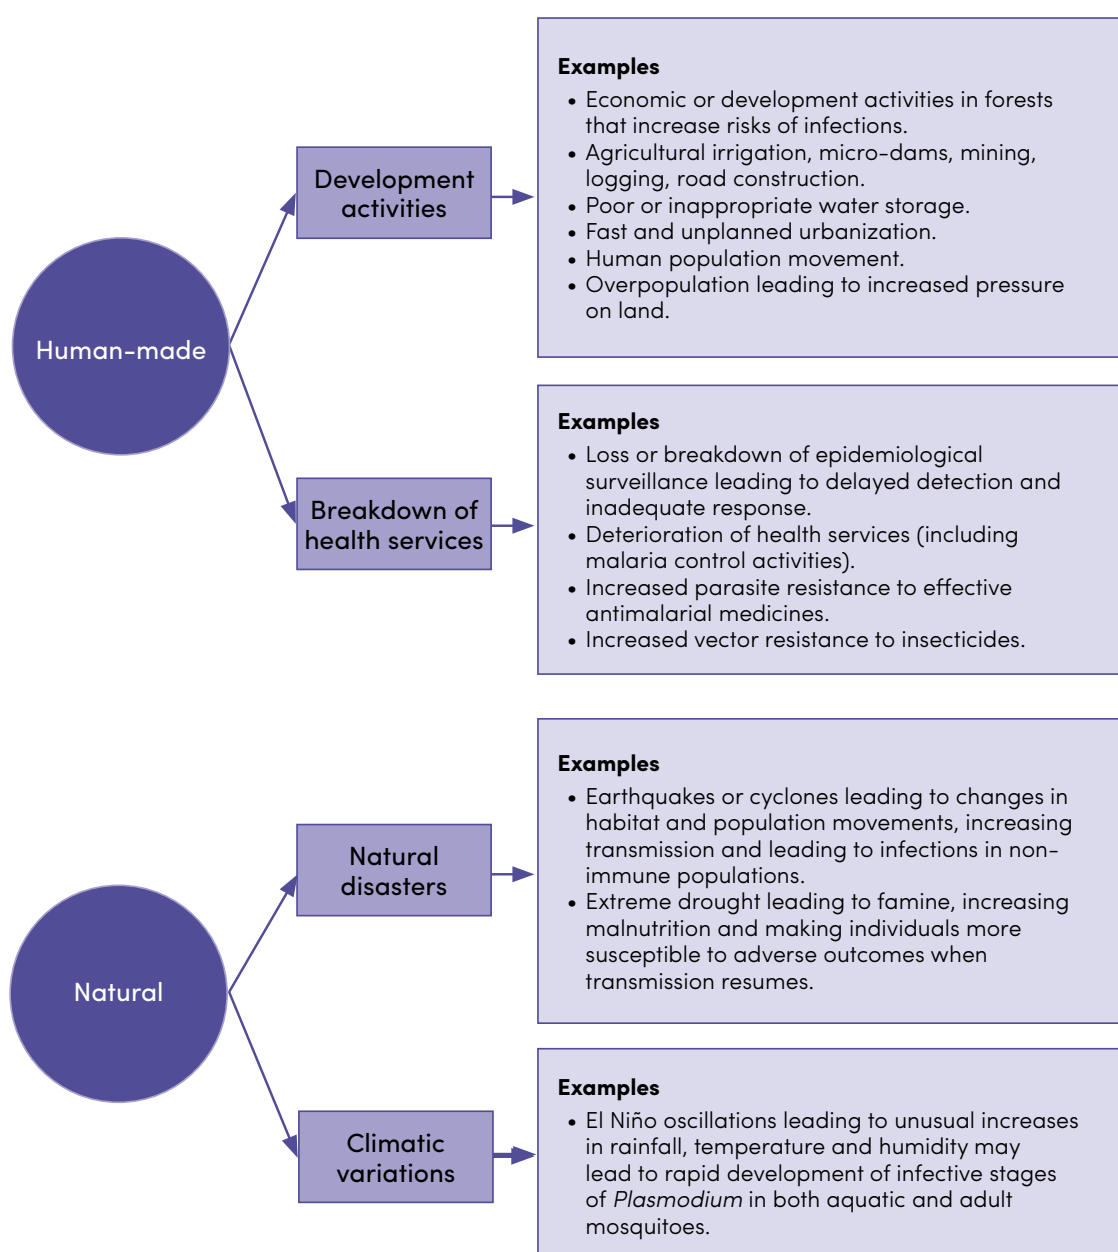 Human-made
Development
activities
Examples
• Economic or development activities in forests
that increase risks of infections.
• Agricultural irrigation, micro-dams, mining,
logging, road construction.
• Poor or inappropriate water storage.
• Fast and unplanned urbanization.
• Human population movement.
• Overpopulation leading to increased pressure
on land.
Breakdown of
health services
Examples
• Loss or breakdown of epidemiological
surveillance leading to delayed detection and
inadequate response.
• Deterioration of health services (including
malaria control activities).
• Increased parasite resistance to effective
antimalarial medicines.
• Increased vector resistance to insecticides.
Natural
Natural
disasters
Examples
• Earthquakes or cyclones leading to changes in
habitat and population movements, increasing
transmission and leading to infections in non-
immune populations.
• Extreme drought leading to famine, increasing
malnutrition and making individuals more
susceptible to adverse outcomes when
transmission resumes.
Climatic
variations
Examples
• El Niño oscillations leading to unusual increases
in rainfall, temperature and humidity may
lead to rapid development of infective stages
of Plasmodium in both aquatic and adult
mosquitoes.